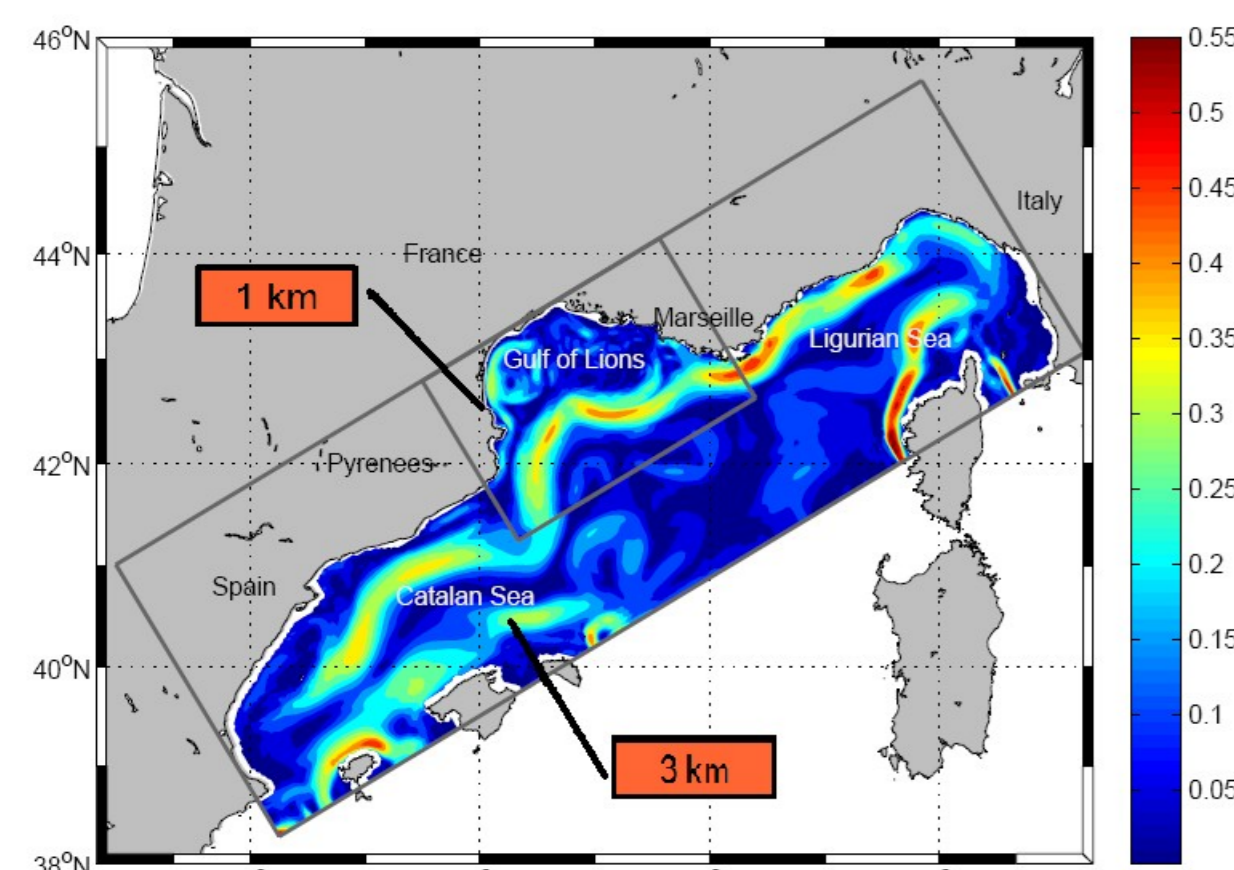 46°N
0.55
0.5
0.45
Italy
44°N
France
0.4
1 km
Marseille
Ligurian Sea
0.35
Gulf of Lions
0.3
42°N
Pyrenees
0.25
Spain
Catalan Sea
0.2
40°N
0.15
3 km
0.1
0.05
38°N